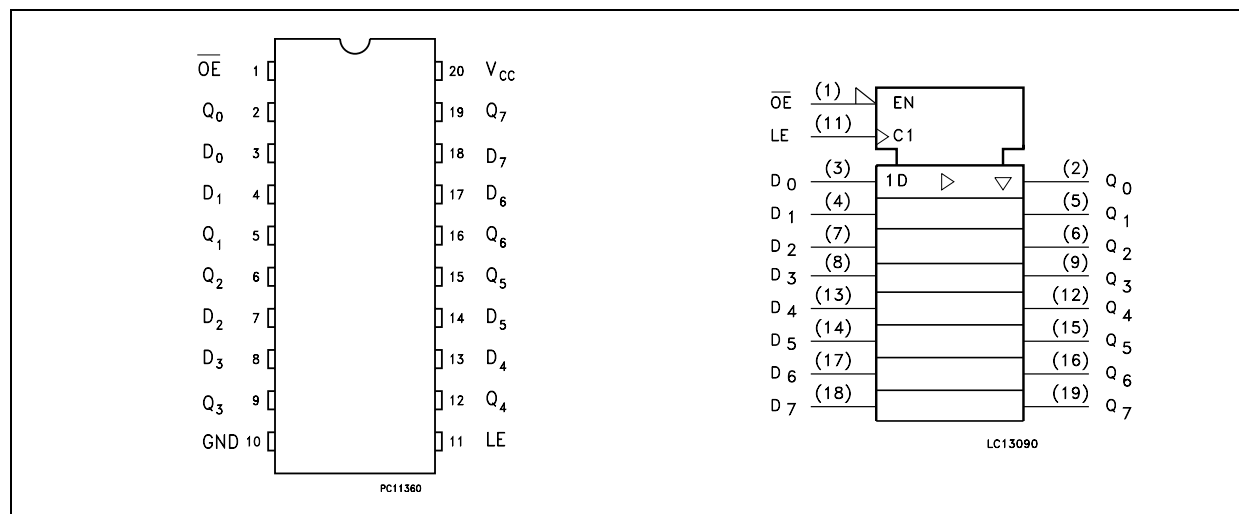 O̅E̅ 1 20 VCC
Q0 2 19 Q7
D0 3 18 D7
D1 4 17 D6
Q1 5 16 Q6
Q2 6 15 Q5
D2 7 14 D5
D3 8 13 D4
Q3 9 12 Q4
GND 10 11 LE
PC11360
O̅E̅ (1) EN
LE (11) C1
D0 (3) 1D (2) Q0
D1 (4) (5) Q1
D2 (7) (6) Q2
D3 (8) (9) Q3
D4 (13) (12) Q4
D5 (14) (15) Q5
D6 (17) (16) Q6
D7 (18) (19) Q7
LC13090